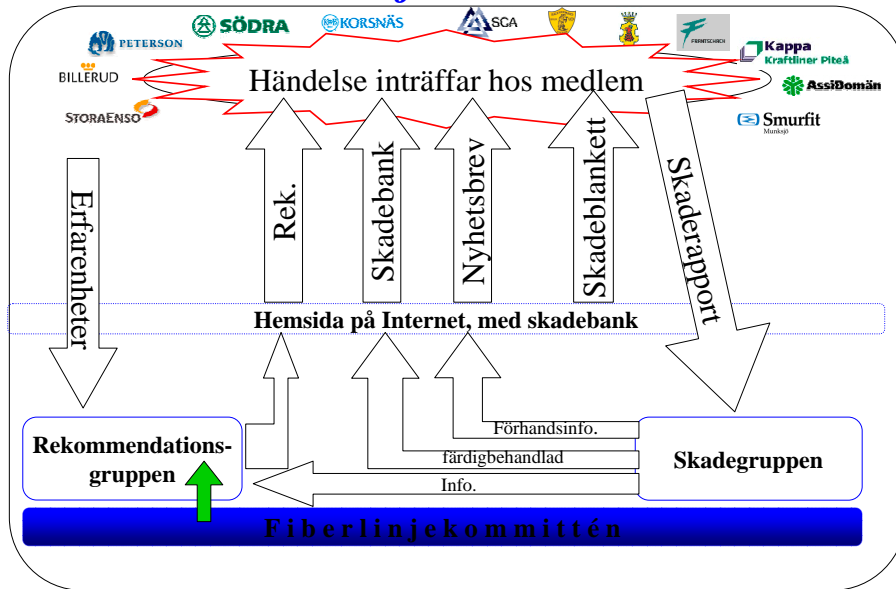 SÖDRA
KORSNÄS
SCA
PETERSON
FRANTSCHACH
Kappa
Kraftliner Piteå
BILLERUD
Händelse inträffar hos medlem
AssiDomän
STORAENSO
Smurfit
Munksjö
Erfarenheter
Rek.
Skadebank
Nyhetsbrev
Skadeblankett
Skaderapport
Hemsida på Internet, med skadebank
Förhandsinfo.
Rekommendations-
gruppen
färdigbehandlad
Skadegruppen
Info.
Fiberlinjekommittén